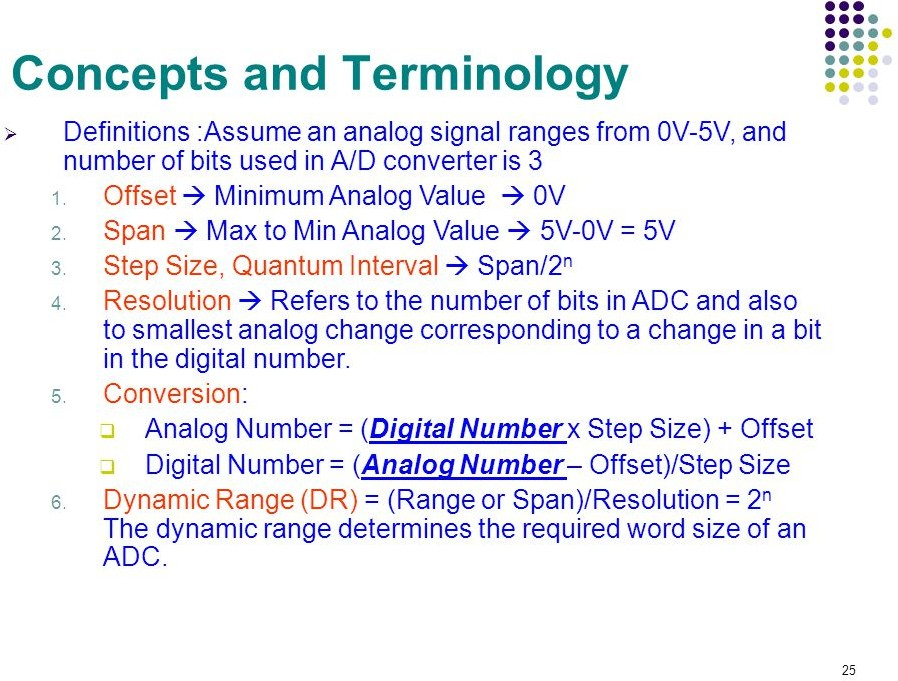 Concepts and Terminology
➢ Definitions :Assume an analog signal ranges from 0V-5V, and
number of bits used in A/D converter is 3
1. Offset → Minimum Analog Value → 0V
2. Span → Max to Min Analog Value → 5V-0V = 5V
3. Step Size, Quantum Interval → Span/2ⁿ
4. Resolution → Refers to the number of bits in ADC and also
to smallest analog change corresponding to a change in a bit
in the digital number.
5. Conversion:
❑ Analog Number = (Digital Number x Step Size) + Offset
❑ Digital Number = (Analog Number – Offset)/Step Size
6. Dynamic Range (DR) = (Range or Span)/Resolution = 2ⁿ
The dynamic range determines the required word size of an
ADC.
25